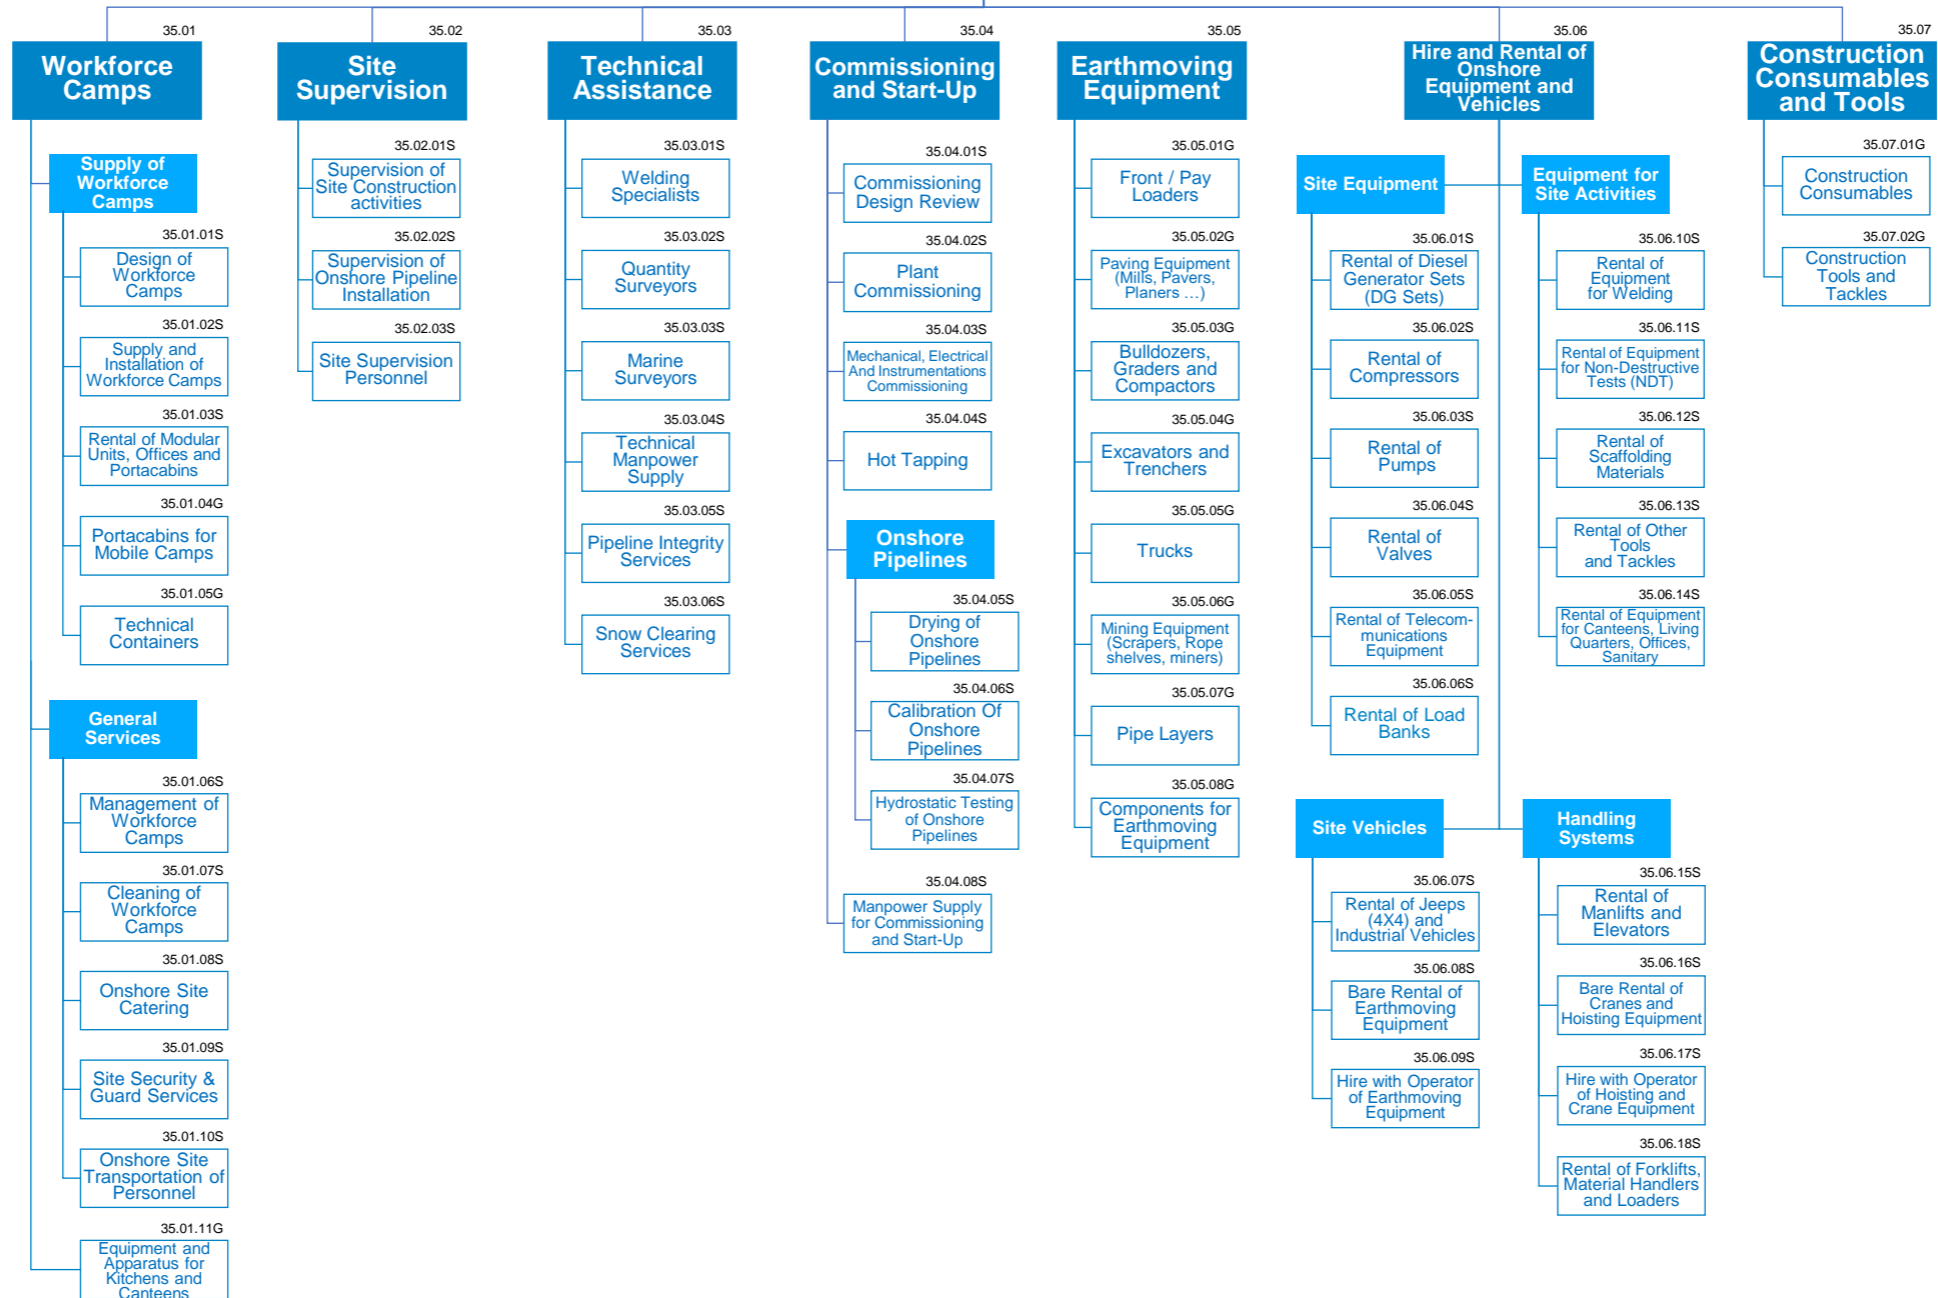 35.01
Workforce
Camps
Supply of
Workforce
Camps
35.01.01S
Design of
Workforce
Camps
35.01.02S
Supply and
Installation of
Workforce Camps
35.01.03S
Rental of Modular
Units, Offices and
Portacabins
35.01.04G
Portacabins for
Mobile Camps
35.01.05G
Technical
Containers
General
Services
35.01.06S
Management of
Workforce
Camps
35.01.07S
Cleaning of
Workforce
Camps
35.01.08S
Onshore Site
Catering
35.01.09S
Site Security &
Guard Services
35.01.10S
Onshore Site
Transportation of
Personnel
35.01.11G
Equipment and
Apparatus for
Kitchens and
Canteens
35.02
Site
Supervision
35.02.01S
Supervision of
Site Construction
activities
35.02.02S
Supervision of
Onshore Pipeline
Installation
35.02.03S
Site Supervision
Personnel
35.03
Technical
Assistance
35.03.01S
Welding
Specialists
35.03.02S
Quantity
Surveyors
35.03.03S
Marine
Surveyors
35.03.04S
Technical
Manpower
Supply
35.03.05S
Pipeline Integrity
Services
35.03.06S
Snow Clearing
Services
35.04
Commissioning
and Start-Up
35.04.01S
Commissioning
Design Review
35.04.02S
Plant
Commissioning
35.04.03S
Mechanical, Electrical
And Instrumentations
Commissioning
35.04.04S
Hot Tapping
Onshore
Pipelines
35.04.05S
Drying of
Onshore
Pipelines
35.04.06S
Calibration Of
Onshore
Pipelines
35.04.07S
Hydrostatic Testing
of Onshore
Pipelines
35.04.08S
Manpower Supply
for Commissioning
and Start-Up
35.05
Earthmoving
Equipment
35.05.01G
Front / Pay
Loaders
35.05.02G
Paving Equipment
(Mills, Pavers,
Planers …)
35.05.03G
Bulldozers,
Graders and
Compactors
35.05.04G
Excavators and
Trenchers
35.05.05G
Trucks
35.05.06G
Mining Equipment
(Scrapers, Rope
shelves, miners)
35.05.07G
Pipe Layers
35.05.08G
Components for
Earthmoving
Equipment
35.06
Hire and Rental of
Onshore
Equipment and
Vehicles
Site Equipment
35.06.01S
Rental of Diesel
Generator Sets
(DG Sets)
35.06.02S
Rental of
Compressors
35.06.03S
Rental of
Pumps
35.06.04S
Rental of
Valves
35.06.05S
Rental of Telecom-
munications
Equipment
35.06.06S
Rental of Load
Banks
Site Vehicles
35.06.07S
Rental of Jeeps
(4X4) and
Industrial Vehicles
35.06.08S
Bare Rental of
Earthmoving
Equipment
35.06.09S
Hire with Operator
of Earthmoving
Equipment
Equipment for
Site Activities
35.06.10S
Rental of
Equipment
for Welding
35.06.11S
Rental of Equipment
for Non-Destructive
Tests (NDT)
35.06.12S
Rental of
Scaffolding
Materials
35.06.13S
Rental of Other
Tools
and Tackles
35.06.14S
Rental of Equipment
for Canteens, Living
Quarters, Offices,
Sanitary
Handling
Systems
35.06.15S
Rental of
Manlifts and
Elevators
35.06.16S
Bare Rental of
Cranes and
Hoisting Equipment
35.06.17S
Hire with Operator
of Hoisting and
Crane Equipment
35.06.18S
Rental of Forklifts,
Material Handlers
and Loaders
35.07
Construction
Consumables
and Tools
35.07.01G
Construction
Consumables
35.07.02G
Construction
Tools and
Tackles